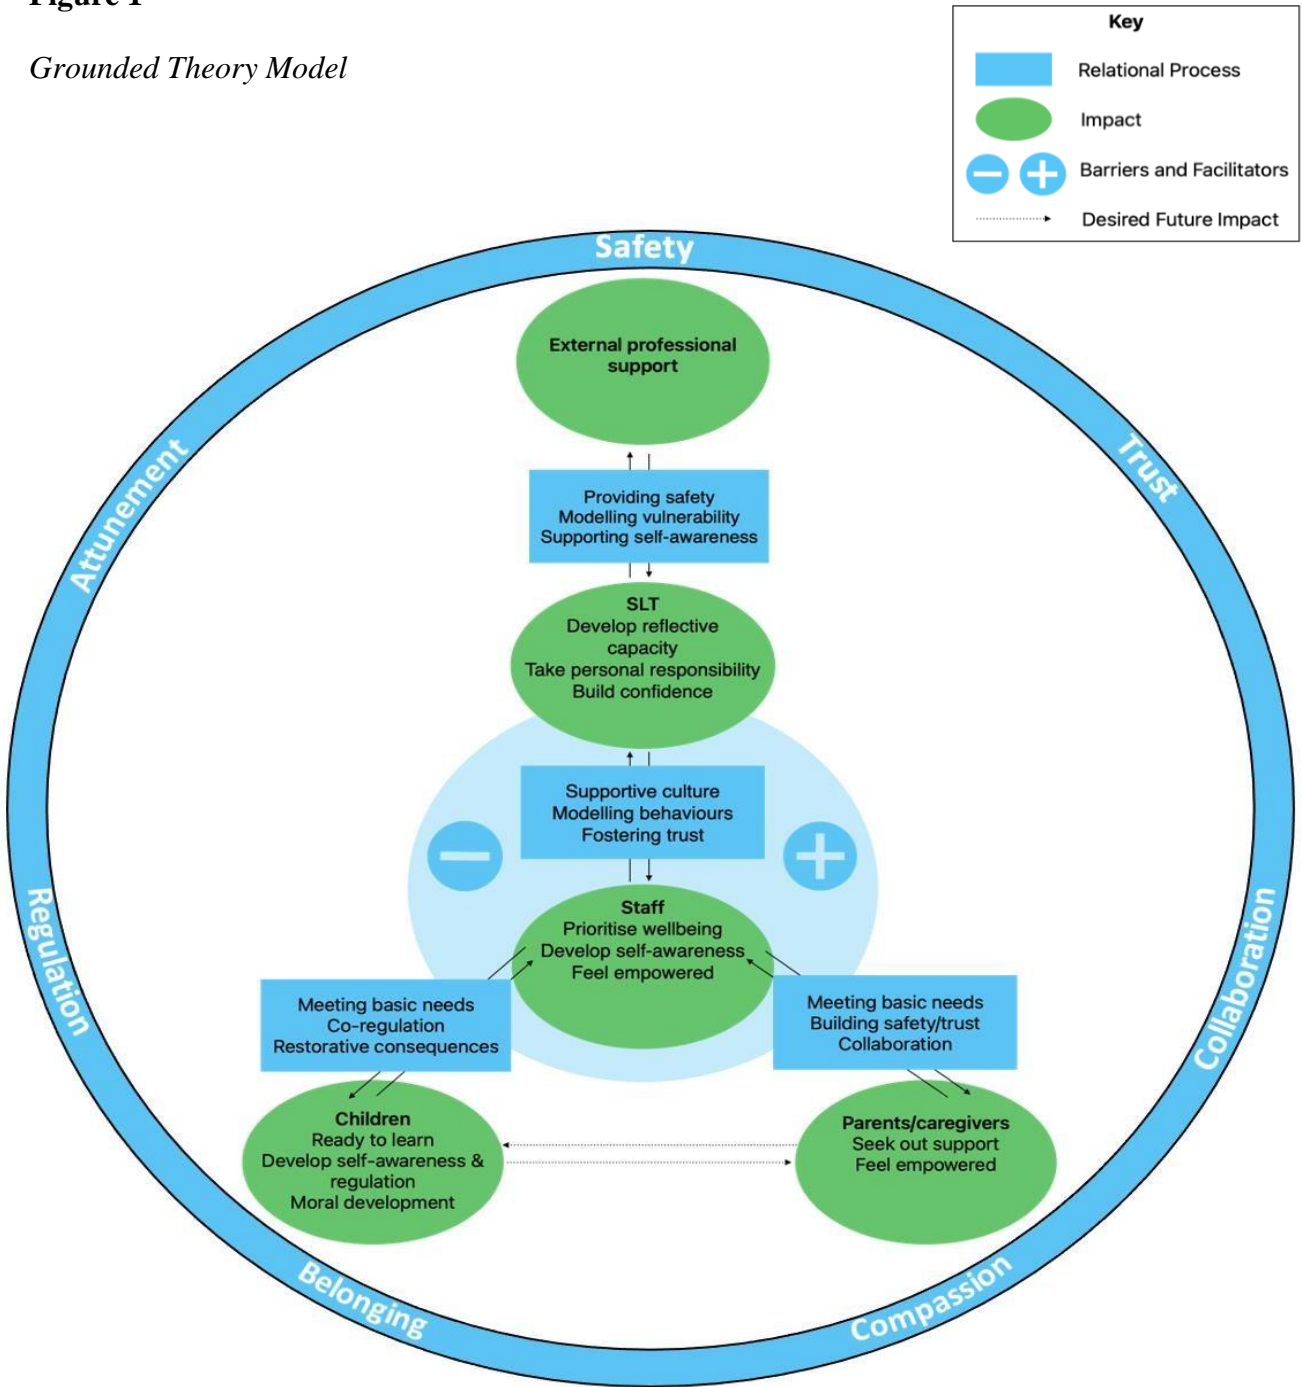 Figure 1
Grounded Theory Model
Key
Relational Process
Impact
Barriers and Facilitators
Desired Future Impact
Safety
Trust
Attunement
External professional
support
Providing safety
Modelling vulnerability
Supporting self-awareness
SLT
Develop reflective
capacity
Take personal responsibility
Build confidence
Supportive culture
Modelling behaviours
Fostering trust
Staff
Prioritise wellbeing
Develop self-awareness
Feel empowered
Regulation
Collaboration
Meeting basic needs
Co-regulation
Restorative consequences
Meeting basic needs
Building safety/trust
Collaboration
Children
Ready to learn
Develop self-awareness &
regulation
Moral development
Parents/caregivers
Seek out support
Feel empowered
Belonging
Compassion